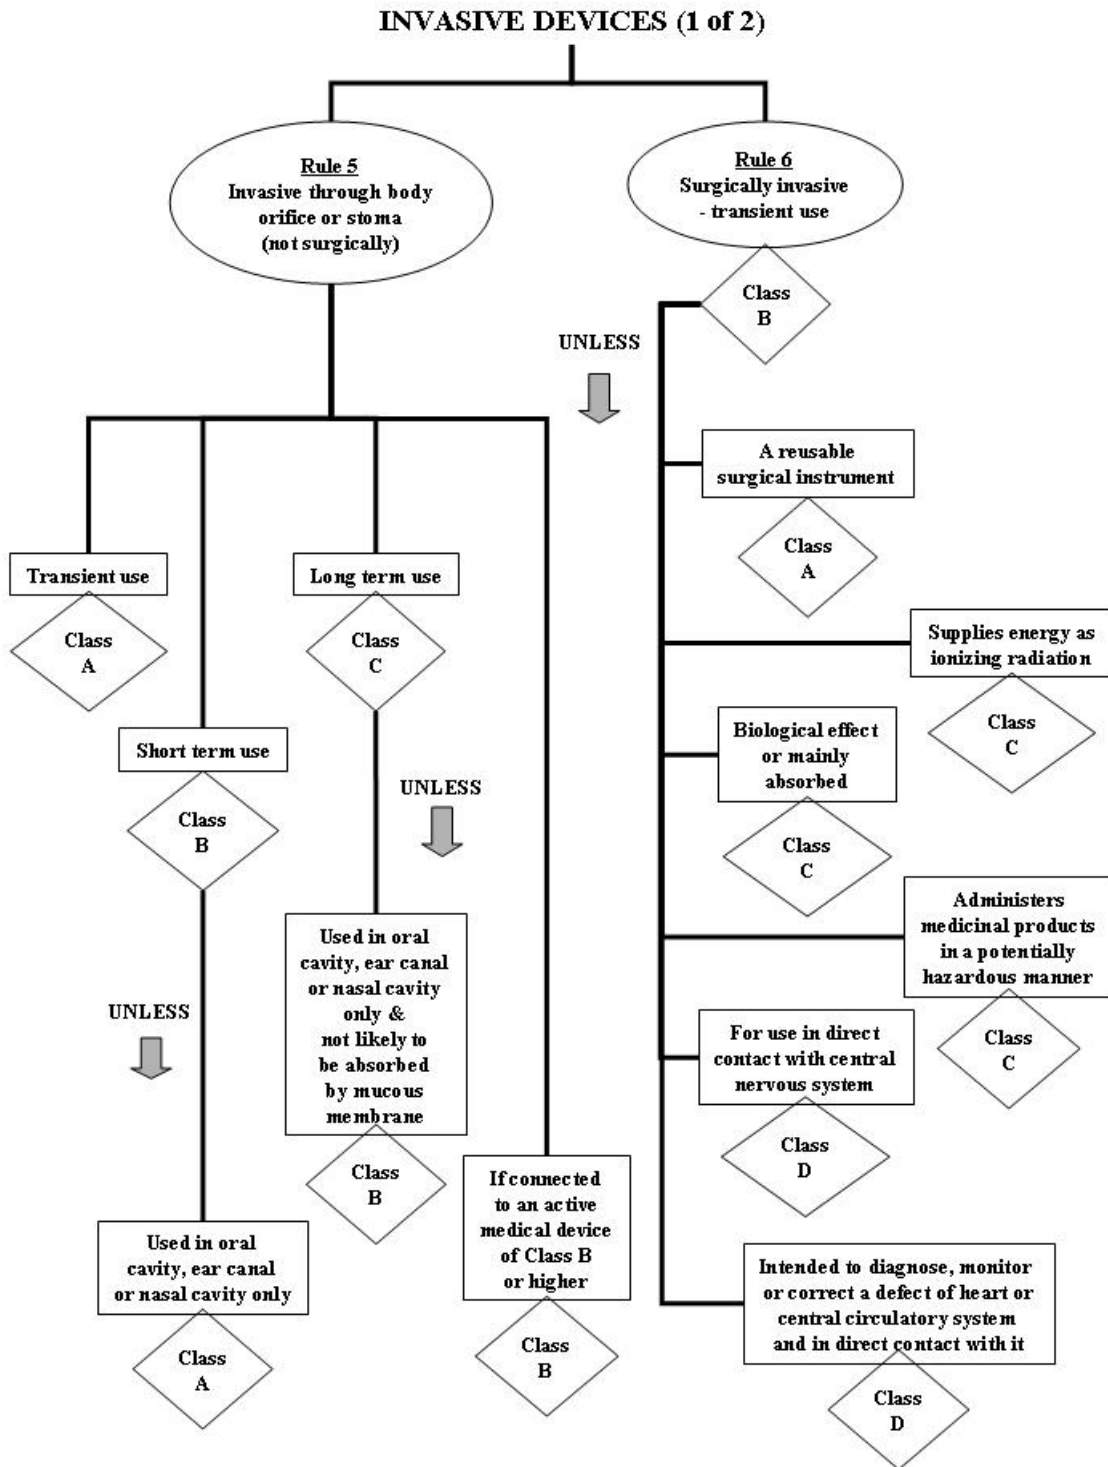 INVASIVE DEVICES (1 of 2)
Rule 5
Invasive through body
orifice or stoma
(not surgically)
Rule 6
Surgically invasive
- transient use
Class
B
UNLESS
A reusable
surgical instrument
Class
A
Transient use
Class
A
Long term use
Class
C
Supplies energy as
ionizing radiation
Class
C
Short term use
Class
B
Biological effect
or mainly
absorbed
Class
C
UNLESS
Used in oral
cavity, ear canal
or nasal cavity
only &
not likely to
be absorbed
by mucous
membrane
Class
B
Administers
medicinal products
in a potentially
hazardous manner
Class
C
UNLESS
For use in direct
contact with central
nervous system
Class
D
If connected
to an active
medical device
of Class B
or higher
Class
B
Used in oral
cavity, ear canal
or nasal cavity only
Class
A
Intended to diagnose, monitor
or correct a defect of heart or
central circulatory system
and in direct contact with it
Class
D